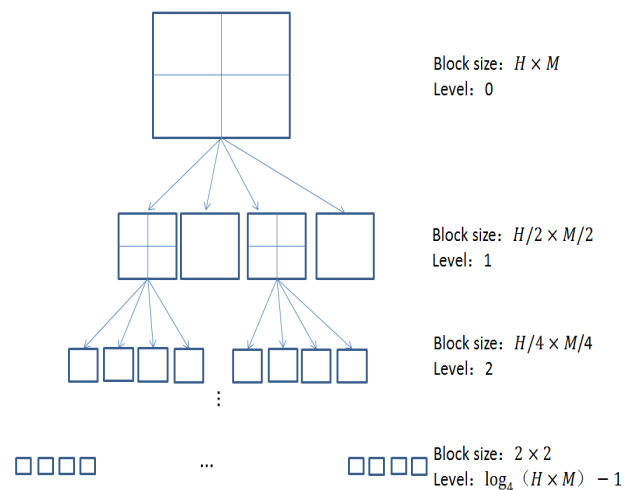 Block size：H × M
Level：0
Block size：H/2 × M/2
Level：1
Block size：H/4 × M/4
Level：2
⋮
...
Block size：2 × 2
Level：log₄（H × M）− 1